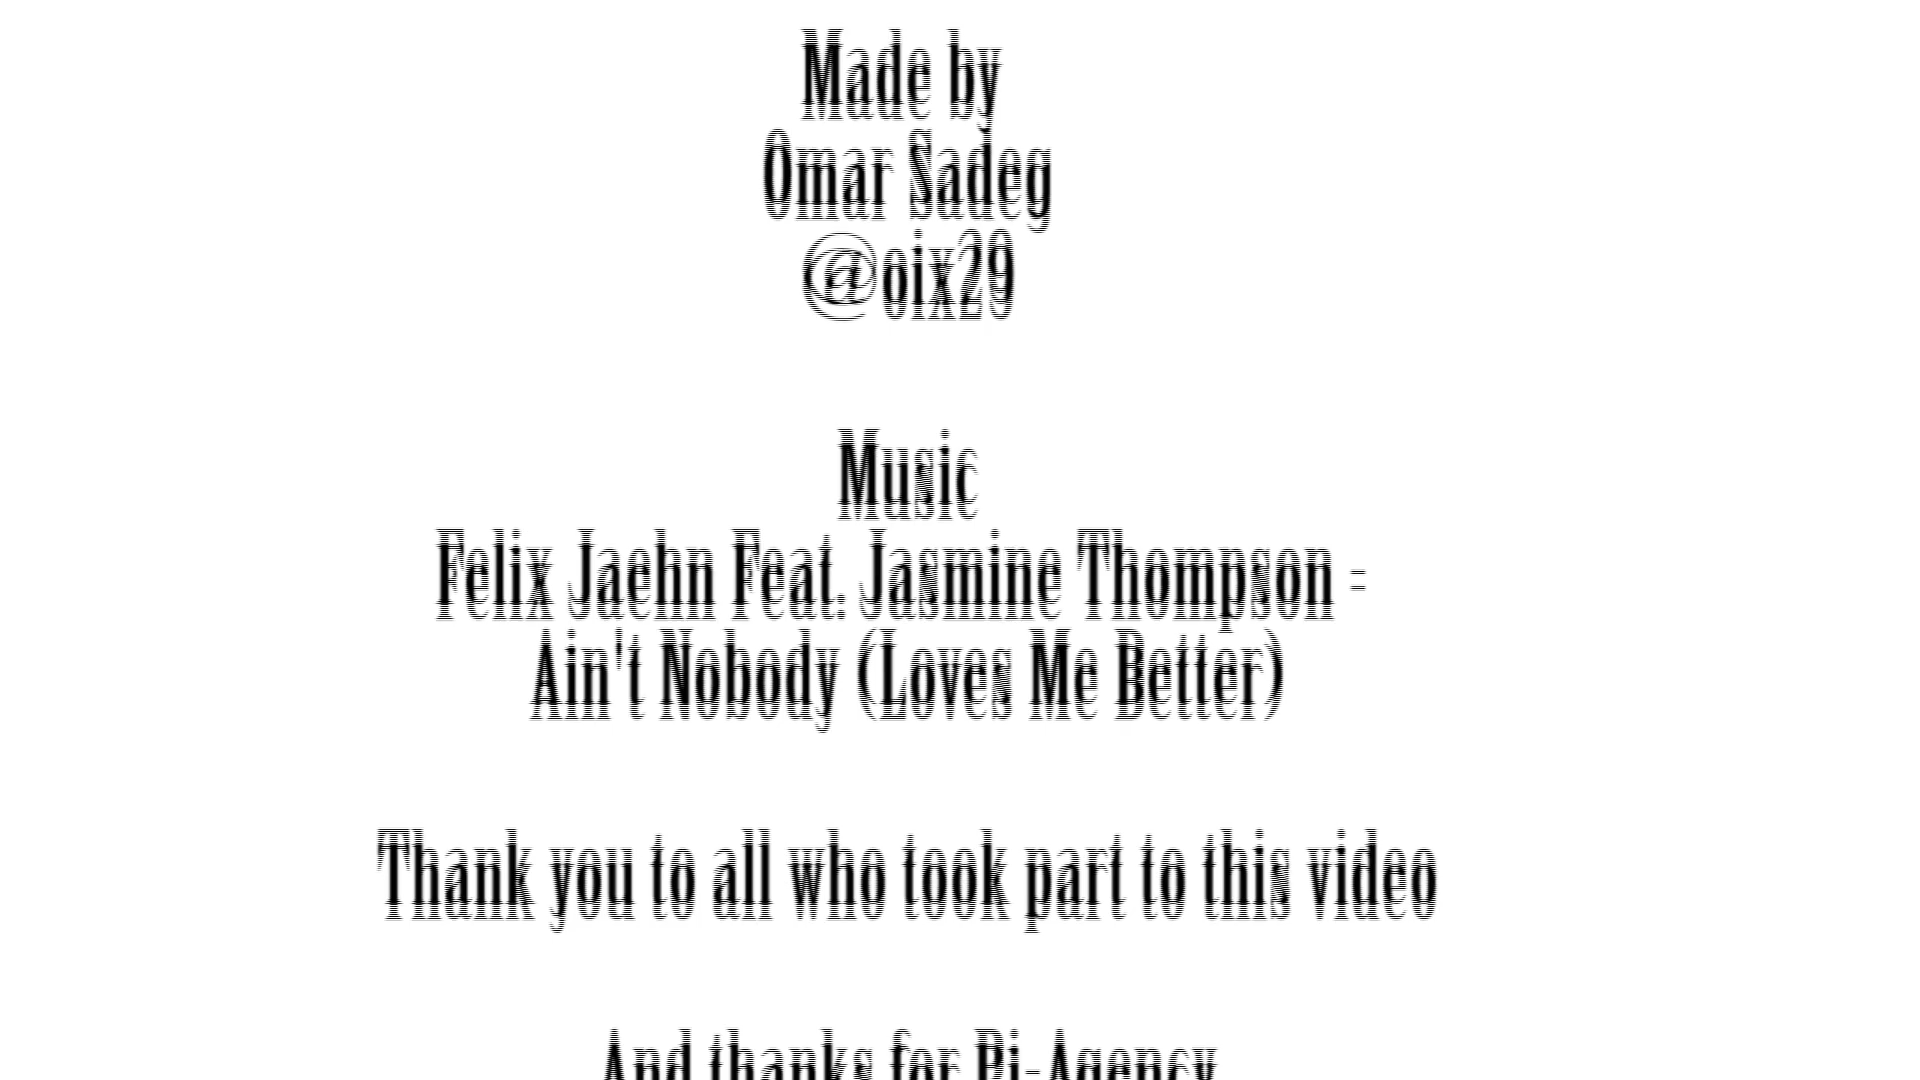 Made by
Omar Sadeg
@oix29
Music
Felix Jaehn Feat. Jasmine Thompson -
Ain't Nobody (Loves Me Better)
Thank you to all who took part to this video
And thanks for